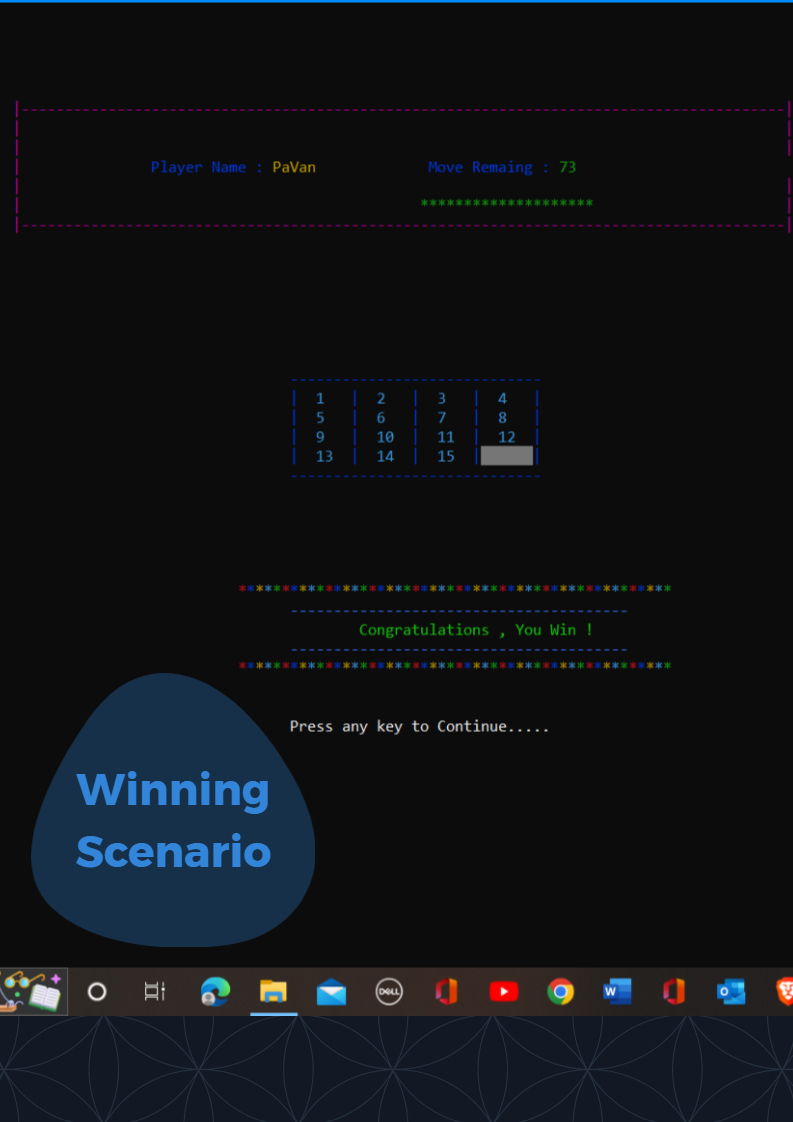 Player Name : PaVan Move Remaing : 73
********************
1 | 2 | 3 | 4
5 | 6 | 7 | 8
9 | 10 | 11 | 12
13 | 14 | 15 |
Congratulations , You Win !
Press any key to Continue.....
Winning
Scenario
DELL
W